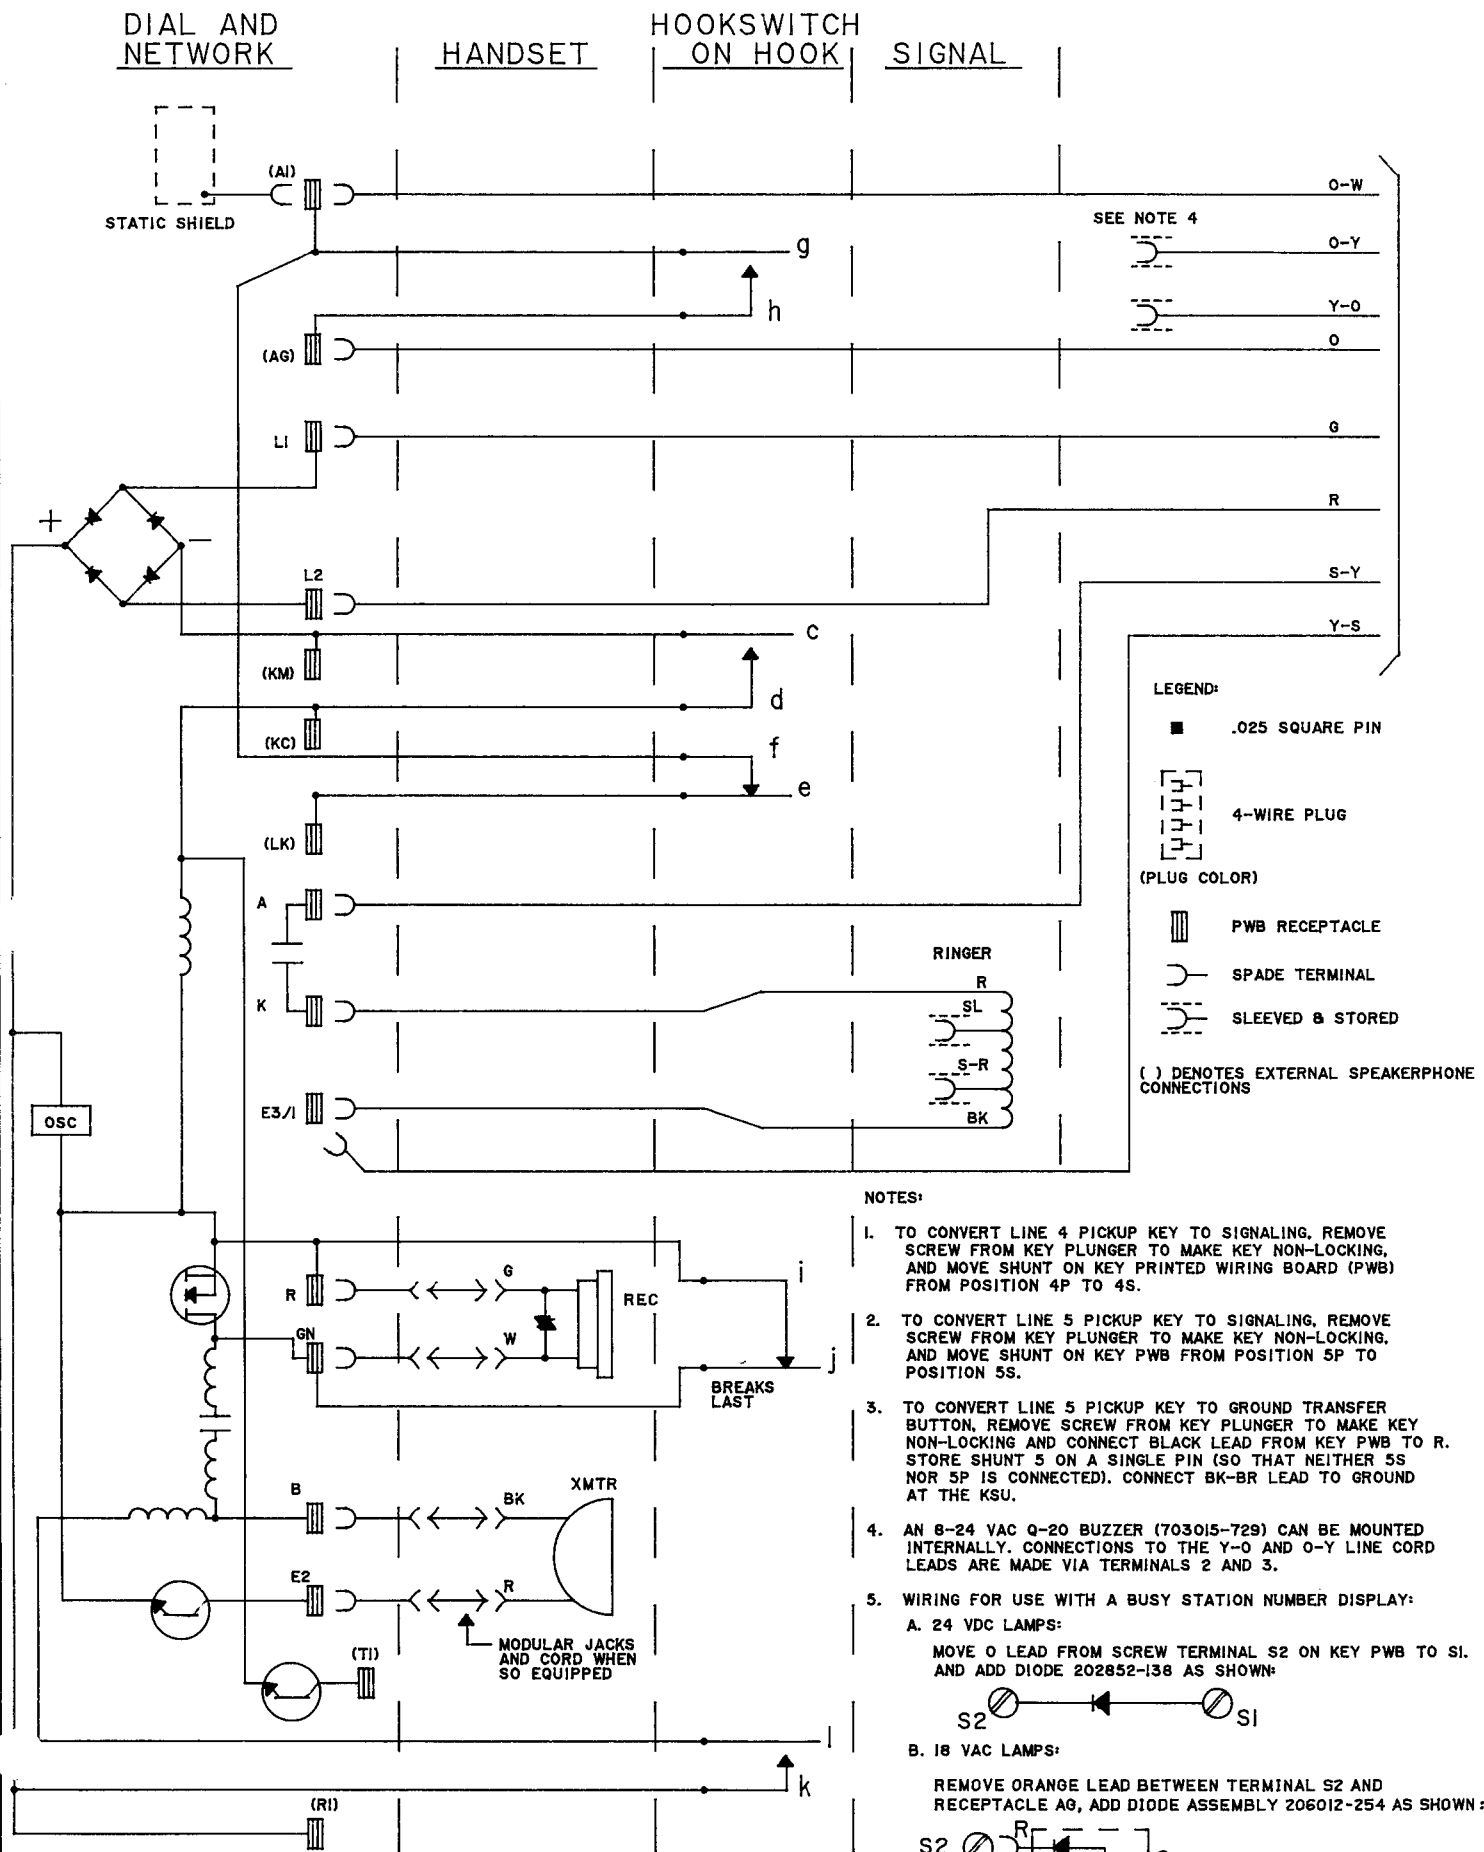 DIAL AND
NETWORK
HANDSET
HOOKSWITCH
ON HOOK
SIGNAL
(A1)
STATIC SHIELD
O-W
SEE NOTE 4
O-Y
g
Y-O
h
O
(AG)
G
L1
R
+
-
S-Y
L2
Y-S
c
(KM)
LEGEND:
d
.025 SQUARE PIN
(KC)
f
e
4-WIRE PLUG
(LK)
(PLUG COLOR)
A
PWB RECEPTACLE
RINGER
SPADE TERMINAL
R
K
SL
SLEEVED & STORED
S-R
( ) DENOTES EXTERNAL SPEAKERPHONE
CONNECTIONS
E3/1
BK
OSC
NOTES:
1. TO CONVERT LINE 4 PICKUP KEY TO SIGNALING, REMOVE
SCREW FROM KEY PLUNGER TO MAKE KEY NON-LOCKING,
AND MOVE SHUNT ON KEY PRINTED WIRING BOARD (PWB)
FROM POSITION 4P TO 4S.
G
i
R
REC
2. TO CONVERT LINE 5 PICKUP KEY TO SIGNALING, REMOVE
SCREW FROM KEY PLUNGER TO MAKE KEY NON-LOCKING,
AND MOVE SHUNT ON KEY PWB FROM POSITION 5P TO
POSITION 5S.
GN
W
j
BREAKS
LAST
3. TO CONVERT LINE 5 PICKUP KEY TO GROUND TRANSFER
BUTTON, REMOVE SCREW FROM KEY PLUNGER TO MAKE KEY
NON-LOCKING AND CONNECT BLACK LEAD FROM KEY PWB TO R.
STORE SHUNT 5 ON A SINGLE PIN (SO THAT NEITHER 5S
NOR 5P IS CONNECTED). CONNECT BK-BR LEAD TO GROUND
AT THE KSU.
XMTR
B
BK
4. AN 8-24 VAC Q-20 BUZZER (703015-729) CAN BE MOUNTED
INTERNALLY. CONNECTIONS TO THE Y-O AND O-Y LINE CORD
LEADS ARE MADE VIA TERMINALS 2 AND 3.
E2
R
5. WIRING FOR USE WITH A BUSY STATION NUMBER DISPLAY:
A. 24 VDC LAMPS:
MOVE O LEAD FROM SCREW TERMINAL S2 ON KEY PWB TO S1.
AND ADD DIODE 202852-138 AS SHOWN:
MODULAR JACKS
AND CORD WHEN
SO EQUIPPED
(T1)
S2
S1
l
B. 18 VAC LAMPS:
k
REMOVE ORANGE LEAD BETWEEN TERMINAL S2 AND
RECEPTACLE AG, ADD DIODE ASSEMBLY 206012-254 AS SHOWN:
(R1)
S2
R